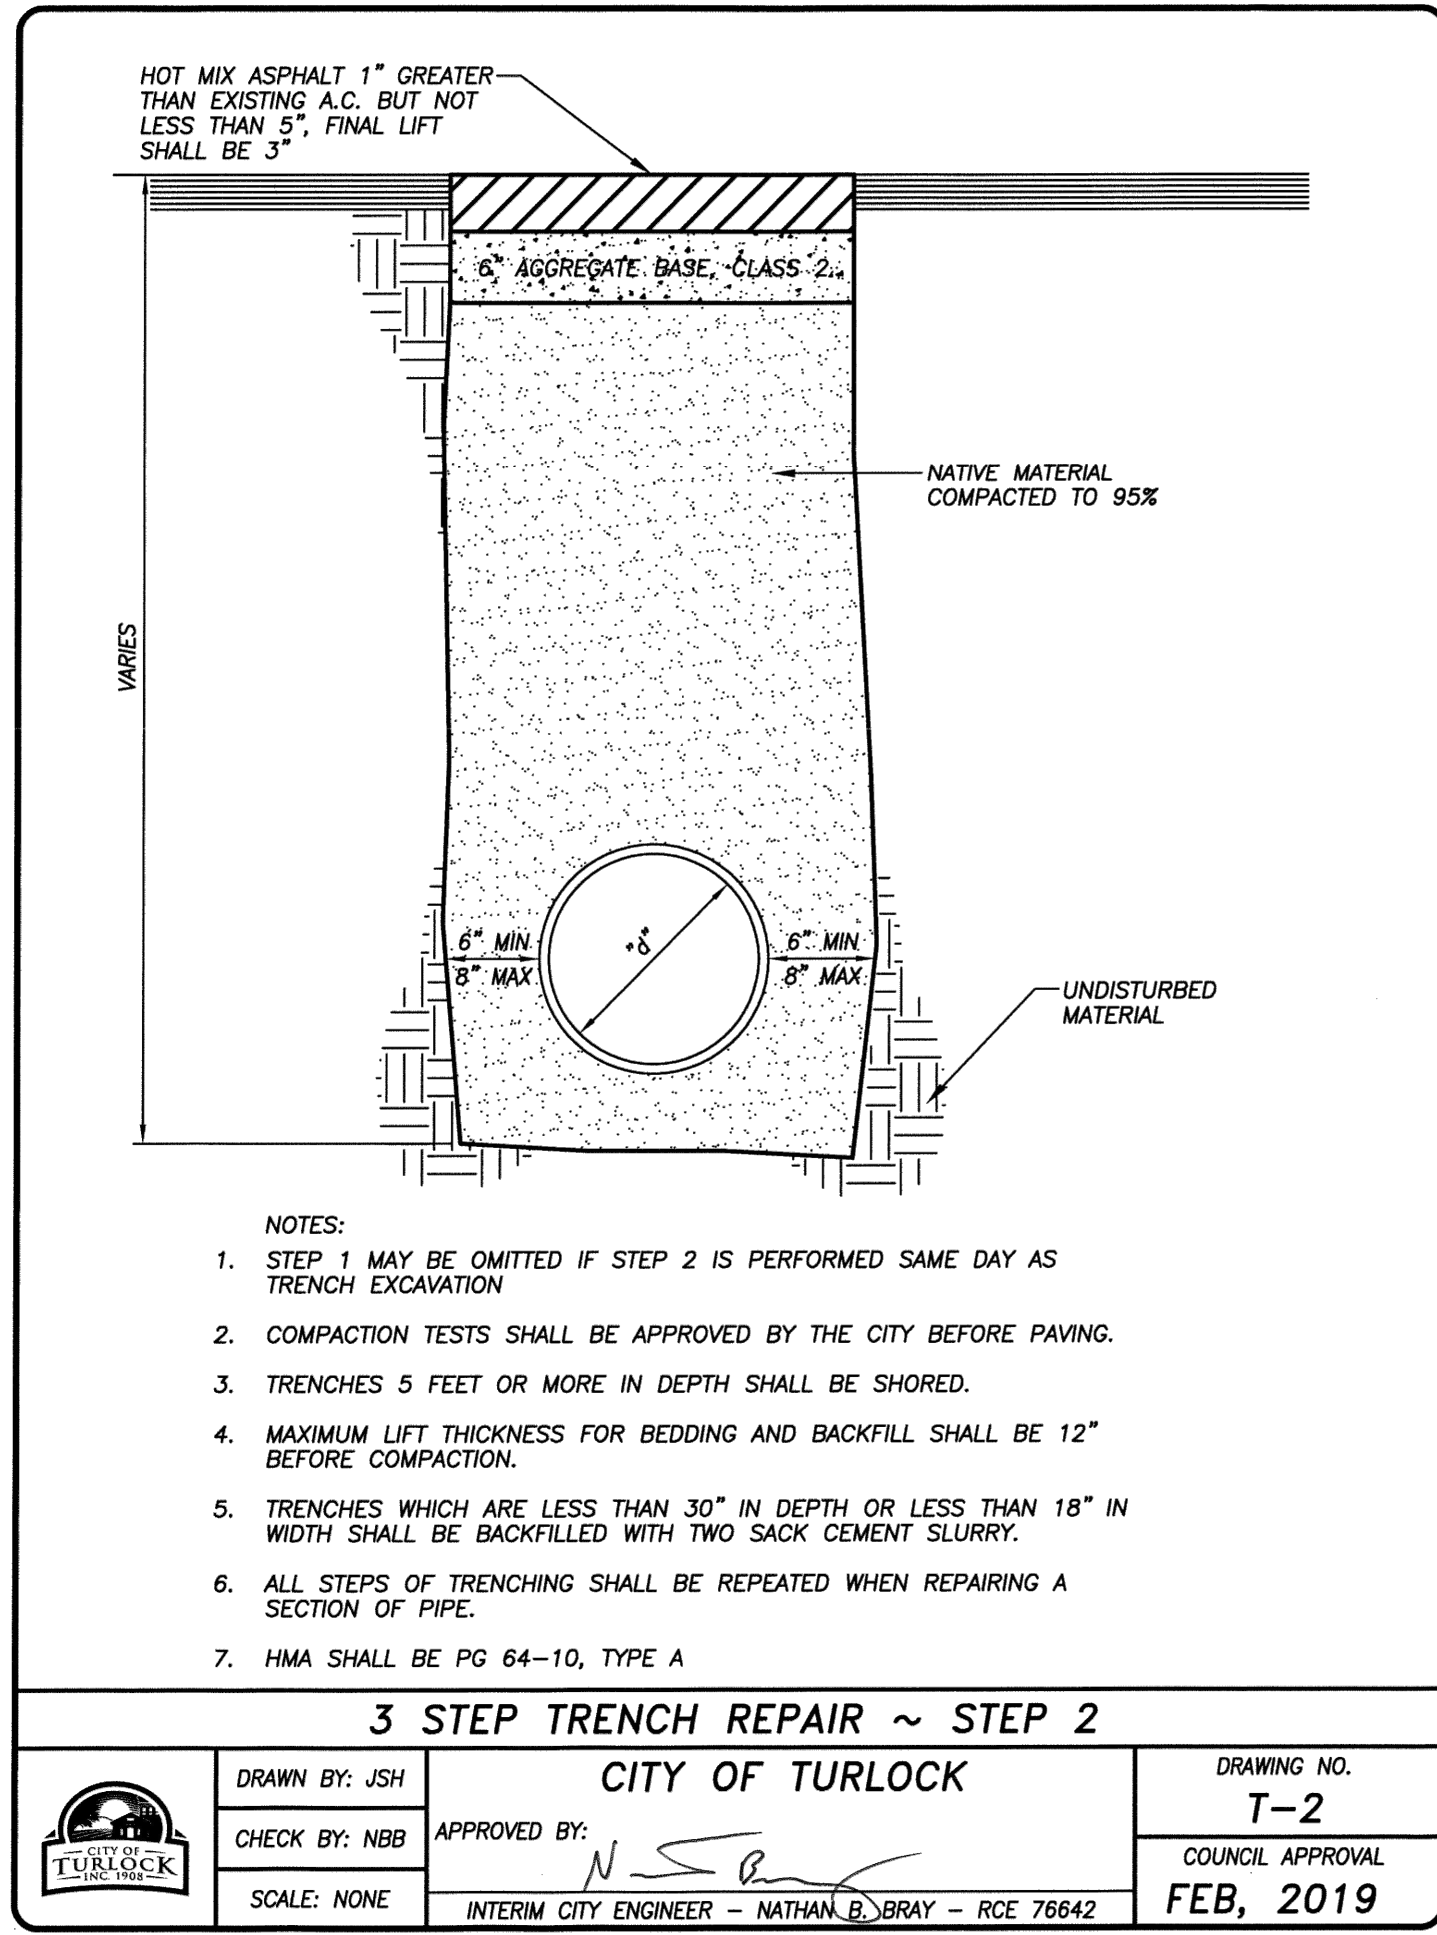 HOT MIX ASPHALT 1" GREATER
THAN EXISTING A.C. BUT NOT
LESS THAN 5", FINAL LIFT
SHALL BE 3"
6" AGGREGATE BASE, CLASS 2
NATIVE MATERIAL
COMPACTED TO 95%
VARIES
6" MIN
8" MAX
"d"
6" MIN
8" MAX
UNDISTURBED
MATERIAL
NOTES:
1. STEP 1 MAY BE OMITTED IF STEP 2 IS PERFORMED SAME DAY AS
TRENCH EXCAVATION
2. COMPACTION TESTS SHALL BE APPROVED BY THE CITY BEFORE PAVING.
3. TRENCHES 5 FEET OR MORE IN DEPTH SHALL BE SHORED.
4. MAXIMUM LIFT THICKNESS FOR BEDDING AND BACKFILL SHALL BE 12"
BEFORE COMPACTION.
5. TRENCHES WHICH ARE LESS THAN 30" IN DEPTH OR LESS THAN 18" IN
WIDTH SHALL BE BACKFILLED WITH TWO SACK CEMENT SLURRY.
6. ALL STEPS OF TRENCHING SHALL BE REPEATED WHEN REPAIRING A
SECTION OF PIPE.
7. HMA SHALL BE PG 64-10, TYPE A
3 STEP TRENCH REPAIR ~ STEP 2
CITY OF
TURLOCK
INC. 1908
DRAWN BY: JSH
CHECK BY: NBB
SCALE: NONE
CITY OF TURLOCK
APPROVED BY:
INTERIM CITY ENGINEER - NATHAN B. BRAY - RCE 76642
DRAWING NO.
T-2
COUNCIL APPROVAL
FEB, 2019